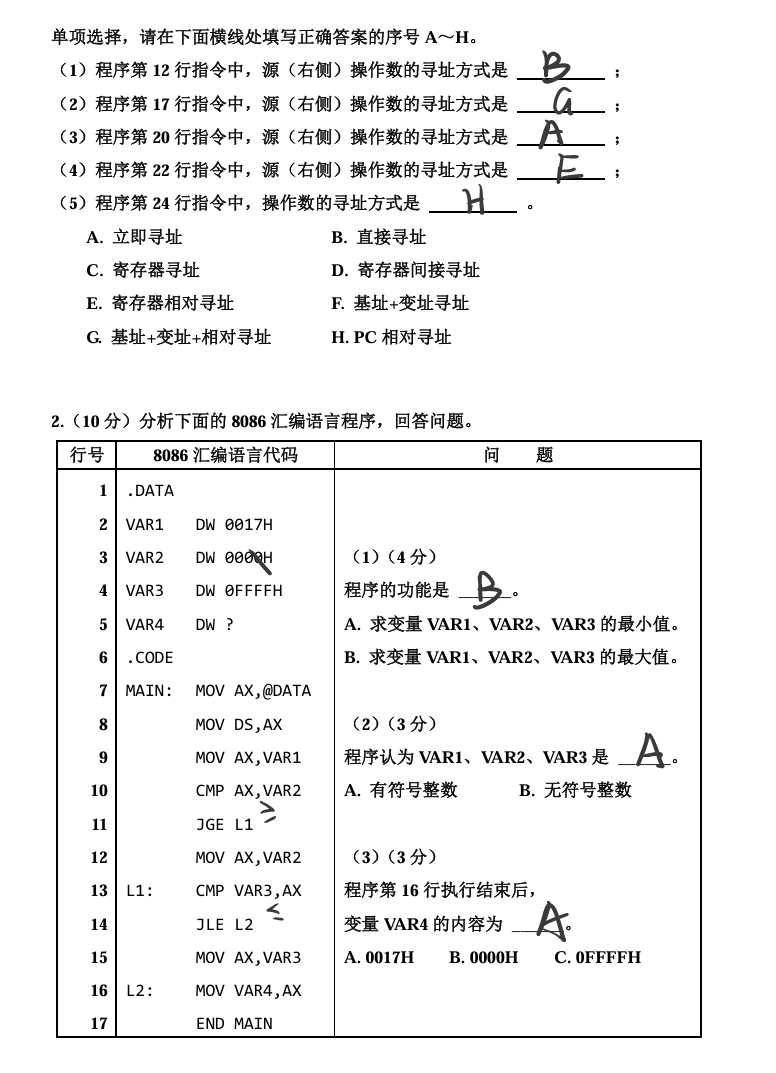 单项选择，请在下面横线处填写正确答案的序号 A～H。
（1）程序第 12 行指令中，源（右侧）操作数的寻址方式是 B ；
（2）程序第 17 行指令中，源（右侧）操作数的寻址方式是 G ；
（3）程序第 20 行指令中，源（右侧）操作数的寻址方式是 A ；
（4）程序第 22 行指令中，源（右侧）操作数的寻址方式是 E ；
（5）程序第 24 行指令中，操作数的寻址方式是 H 。
A. 立即寻址 B. 直接寻址
C. 寄存器寻址 D. 寄存器间接寻址
E. 寄存器相对寻址 F. 基址+变址寻址
G. 基址+变址+相对寻址 H. PC 相对寻址
2.（10 分）分析下面的 8086 汇编语言程序，回答问题。
行号 8086 汇编语言代码 问 题
1 .DATA
2 VAR1 DW 0017H
3 VAR2 DW 0000H （1）（4 分）
4 VAR3 DW 0FFFFH 程序的功能是 B 。
5 VAR4 DW ? A. 求变量 VAR1、VAR2、VAR3 的最小值。
6 .CODE B. 求变量 VAR1、VAR2、VAR3 的最大值。
7 MAIN: MOV AX,@DATA
8 MOV DS,AX （2）（3 分）
9 MOV AX,VAR1 程序认为 VAR1、VAR2、VAR3 是 A 。
10 CMP AX,VAR2 A. 有符号整数 B. 无符号整数
11 JGE L1 ≥
12 MOV AX,VAR2 （3）（3 分）
13 L1: CMP VAR3,AX 程序第 16 行执行结束后，
14 JLE L2 ≤ 变量 VAR4 的内容为 A 。
15 MOV AX,VAR3 A. 0017H B. 0000H C. 0FFFFH
16 L2: MOV VAR4,AX
17 END MAIN